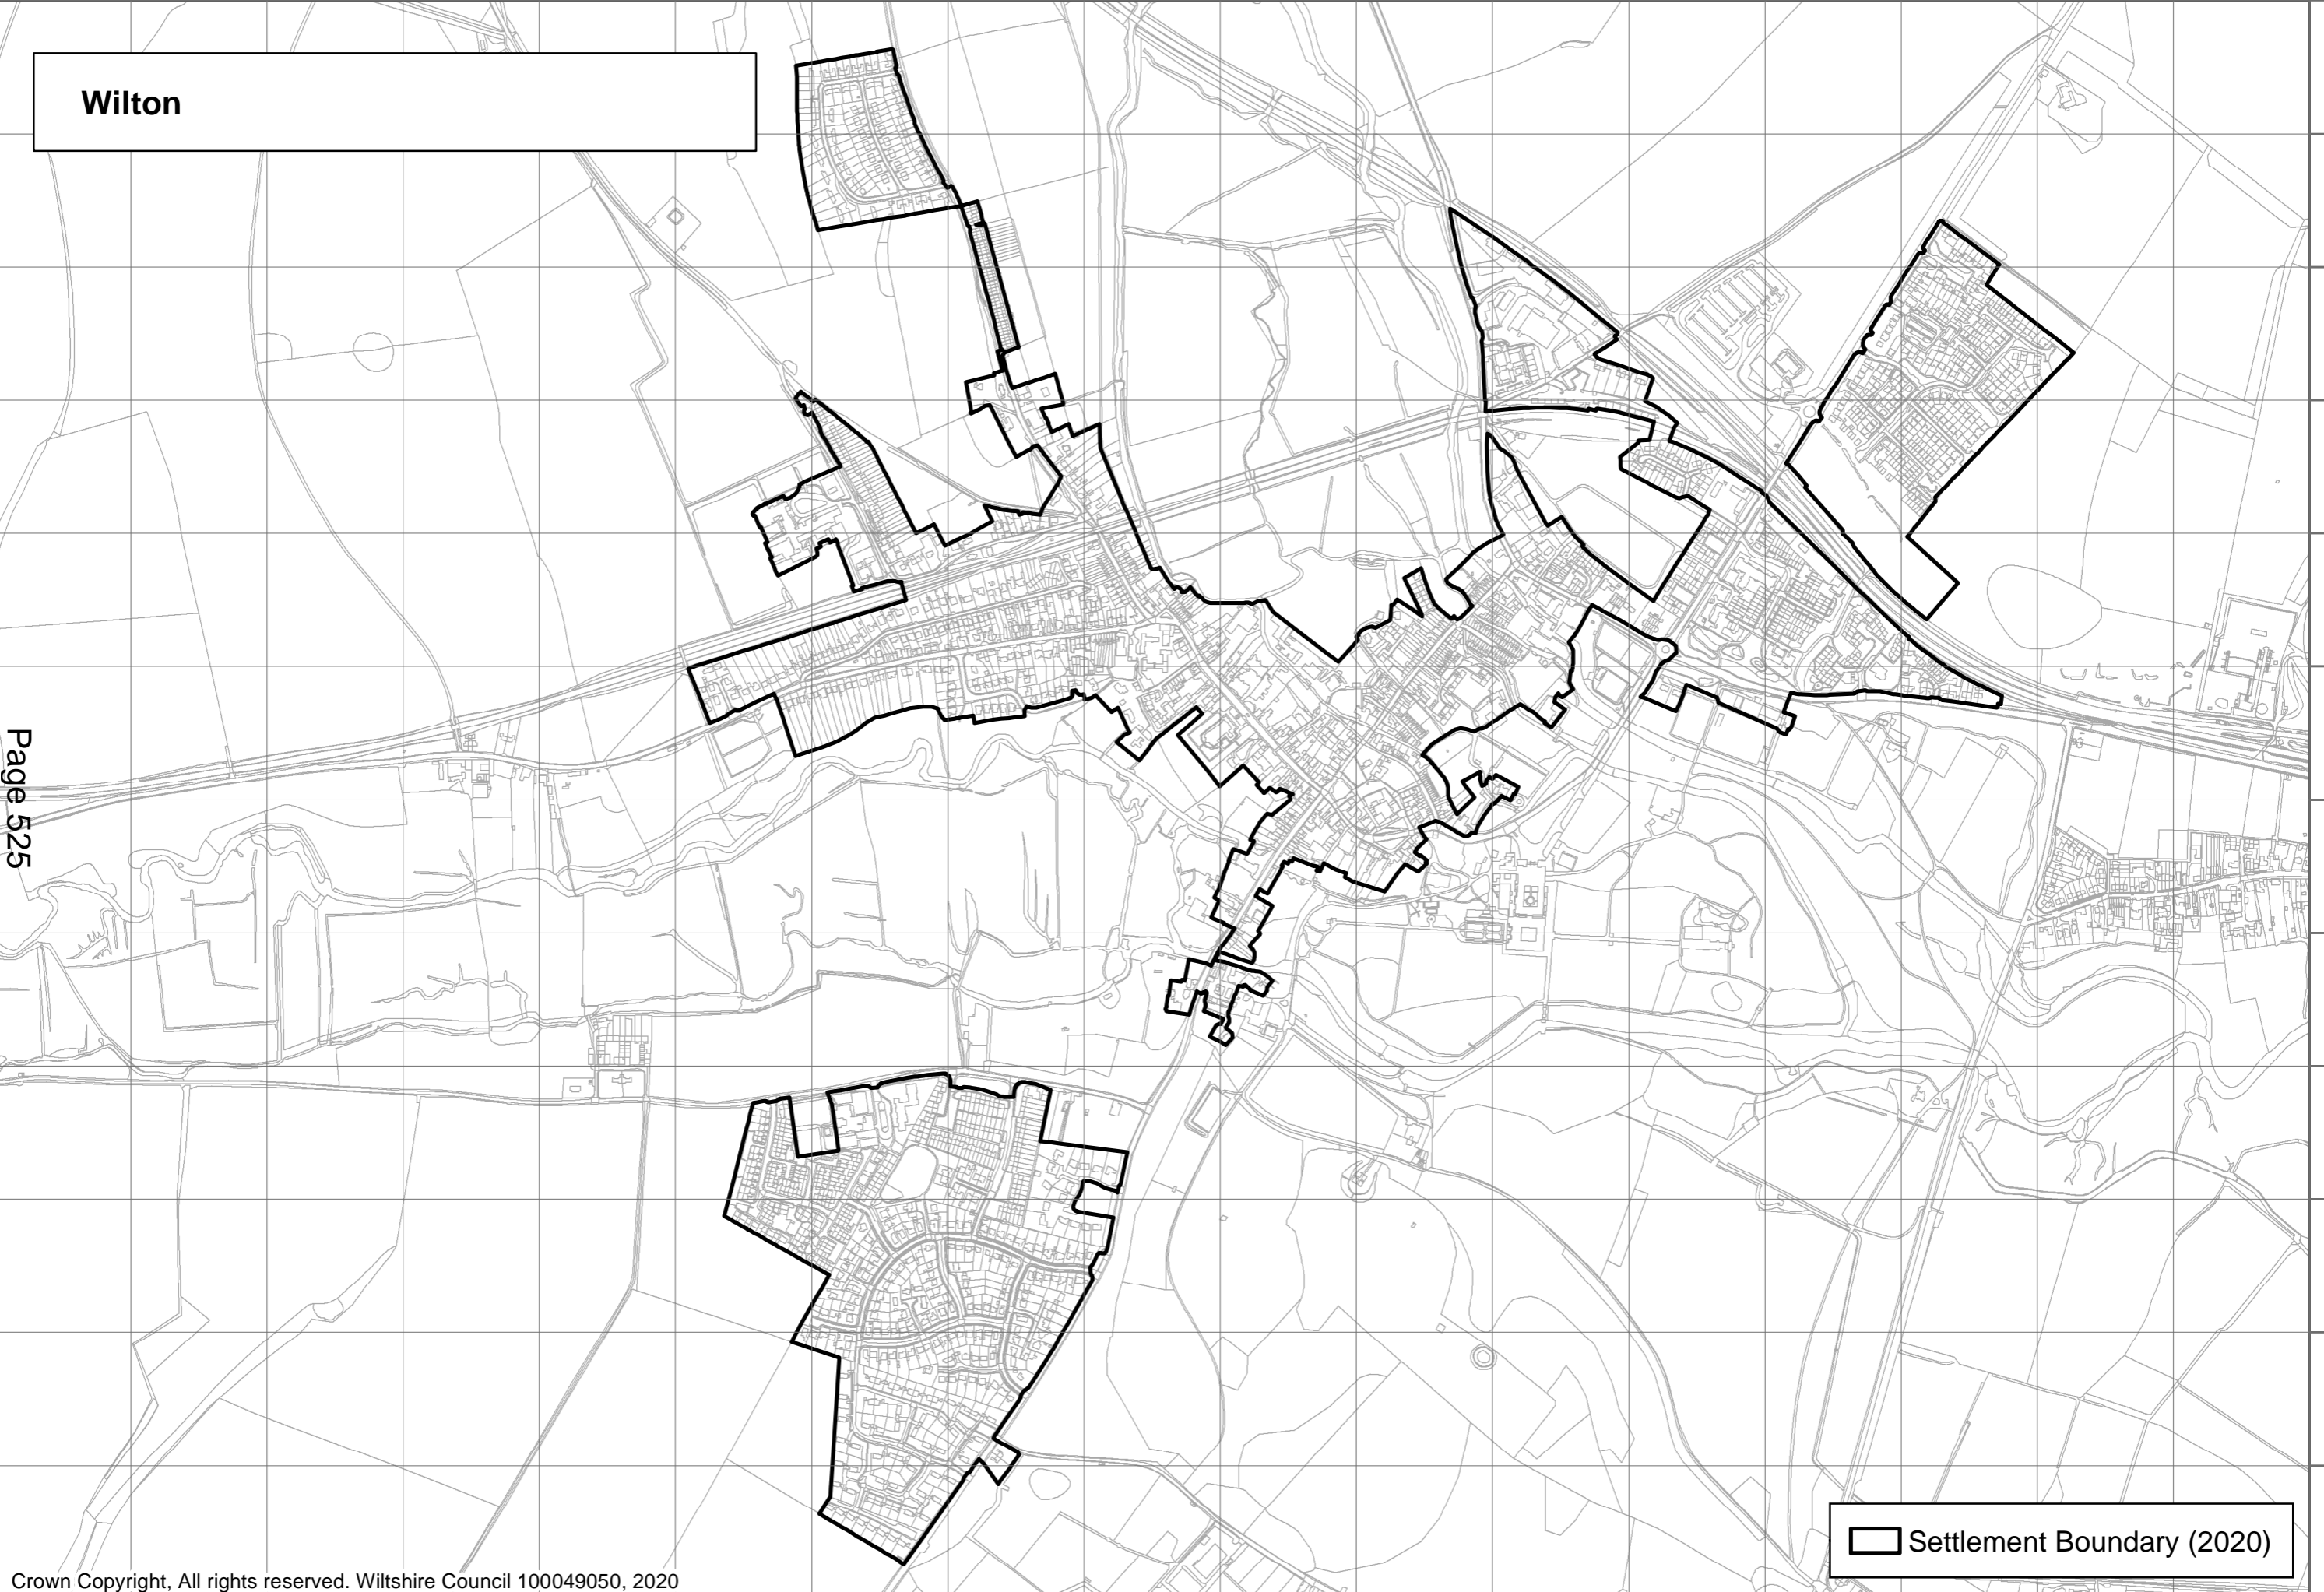 Wilton
Page 525
Settlement Boundary (2020)
Crown Copyright, All rights reserved. Wiltshire Council 100049050, 2020